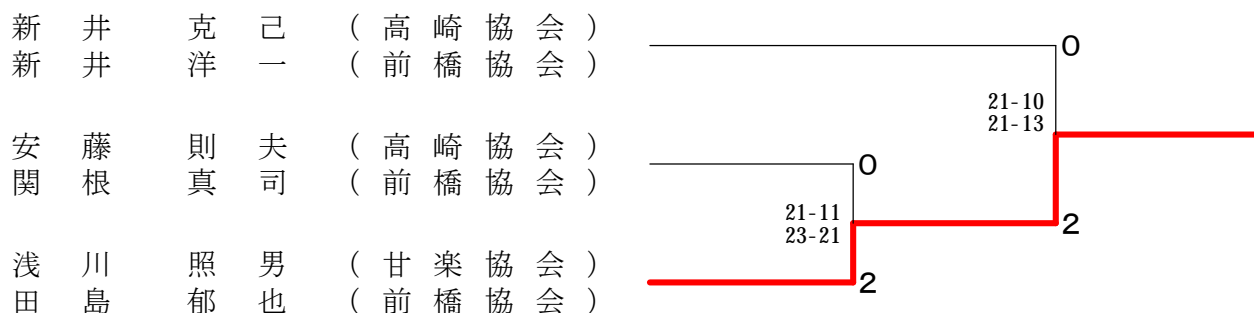 新井 克己 (高崎協会)
0
新井 洋一 (前橋協会)
21-10
21-13
安藤 則夫 (高崎協会)
0
関根 真司 (前橋協会)
21-11
23-21
2
浅川 照男 (甘楽協会)
2
田島 郁也 (前橋協会)